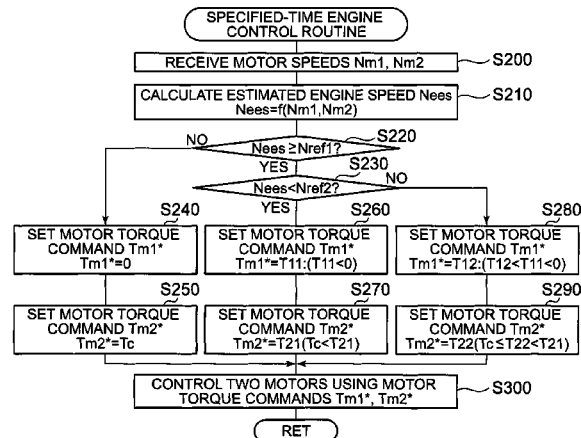 SPECIFIED-TIME ENGINE
CONTROL ROUTINE
RECEIVE MOTOR SPEEDS Nm1, Nm2
S200
CALCULATE ESTIMATED ENGINE SPEED Nees
Nees=f(Nm1,Nm2)
S210
S220
NO
Nees≥Nref1?
YES
S230
Nees<Nref2?
NO
YES
S240
SET MOTOR TORQUE
COMMAND Tm1*
Tm1*=0
S260
SET MOTOR TORQUE
COMMAND Tm1*
Tm1*=T11:(T11<0)
S280
SET MOTOR TORQUE
COMMAND Tm1*
Tm1*=T12:(T12<T11<0)
S250
SET MOTOR TORQUE
COMMAND Tm2*
Tm2*=Tc
S270
SET MOTOR TORQUE
COMMAND Tm2*
Tm2*=T21(Tc<T21)
S290
SET MOTOR TORQUE
COMMAND Tm2*
Tm2*=T22(Tc≤T22<T21)
CONTROL TWO MOTORS USING MOTOR
TORQUE COMMANDS Tm1*, Tm2*
S300
RET